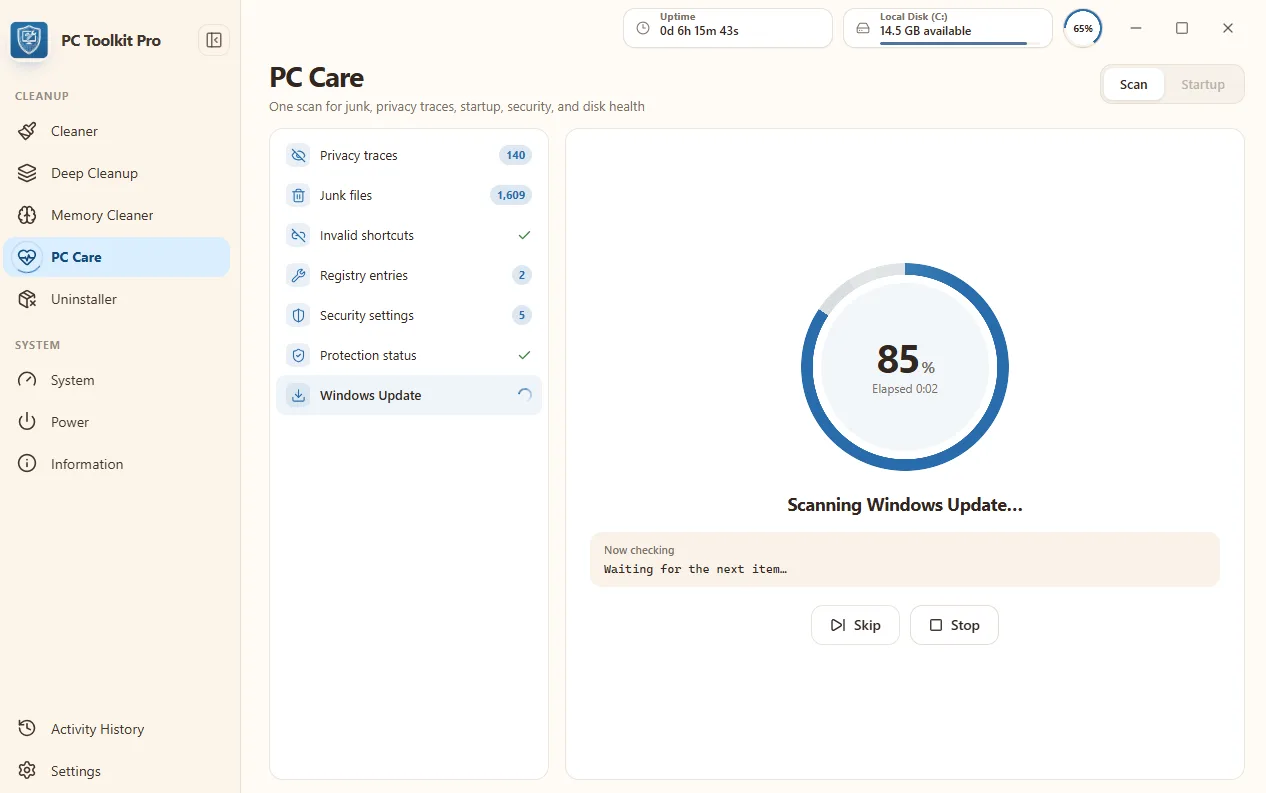 PC Toolkit Pro
CLEANUP
Cleaner
Deep Cleanup
Memory Cleaner
PC Care
Uninstaller
SYSTEM
System
Power
Information
Activity History
Settings
Uptime
0d 6h 15m 43s
Local Disk (C:)
14.5 GB available
65%
PC Care
One scan for junk, privacy traces, startup, security, and disk health
Scan
Startup
Privacy traces 140
Junk files 1,609
Invalid shortcuts
Registry entries 2
Security settings 5
Protection status
Windows Update
85%
Elapsed 0:02
Scanning Windows Update...
Now checking
Waiting for the next item…
Skip
Stop